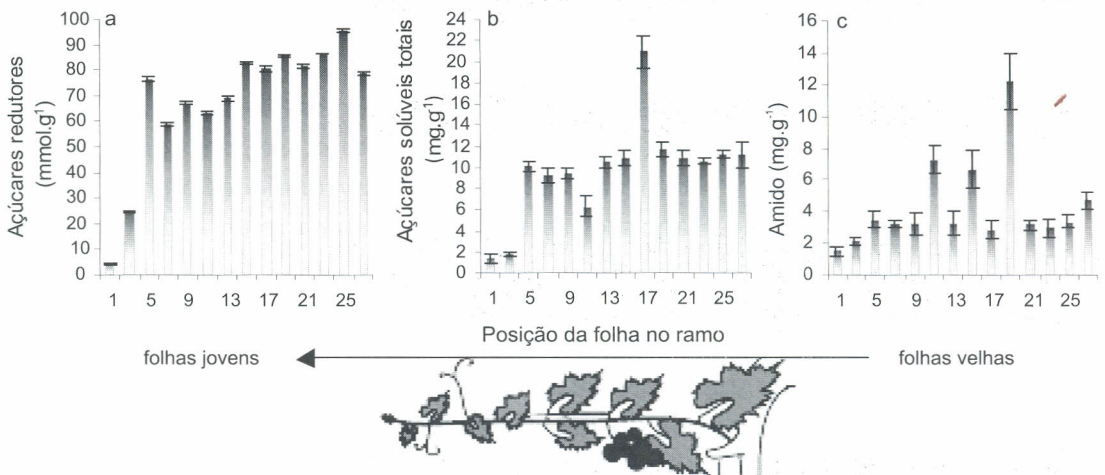 a
Açúcares redutores
(mmol.g¹)
100
90
80
70
60
50
40
30
20
10
0
1 5 9 13 17 21 25
b
Açúcares solúveis totais
(mg.g¹)
24
22
20
18
16
14
12
10
8
6
4
2
0
1 5 9 13 17 21 25
c
Amido (mg.g¹)
16
14
12
10
8
6
4
2
0
1 5 9 13 17 21 25
Posição da folha no ramo
folhas jovens
folhas velhas